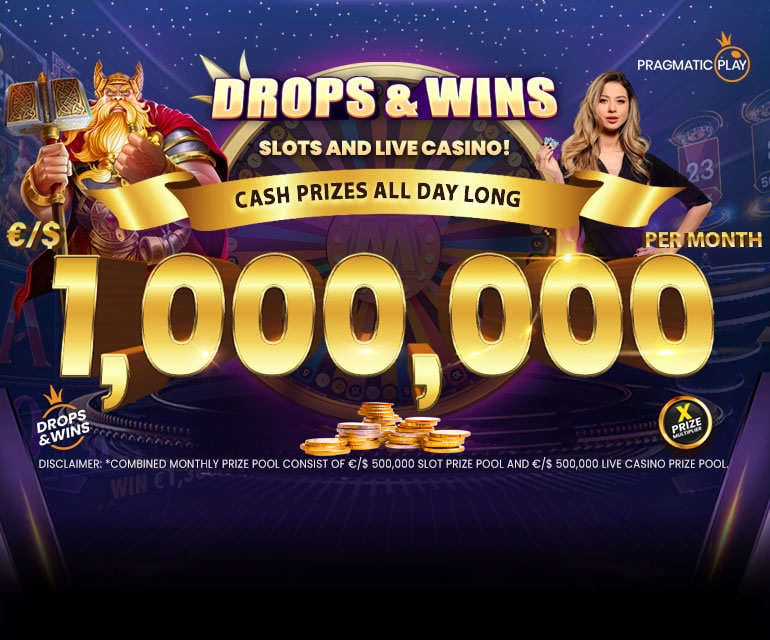 PRAGMATIC PLAY
DROPS & WINS
SLOTS AND LIVE CASINO!
CASH PRIZES ALL DAY LONG
€/$
PER MONTH
1,000,000
23
DROPS
&WINS
X
PRIZE
MULTIPLIER
DISCLAIMER: *COMBINED MONTHLY PRIZE POOL CONSIST OF €/$ 500,000 SLOT PRIZE POOL AND €/$ 500,000 LIVE CASINO PRIZE POOL.